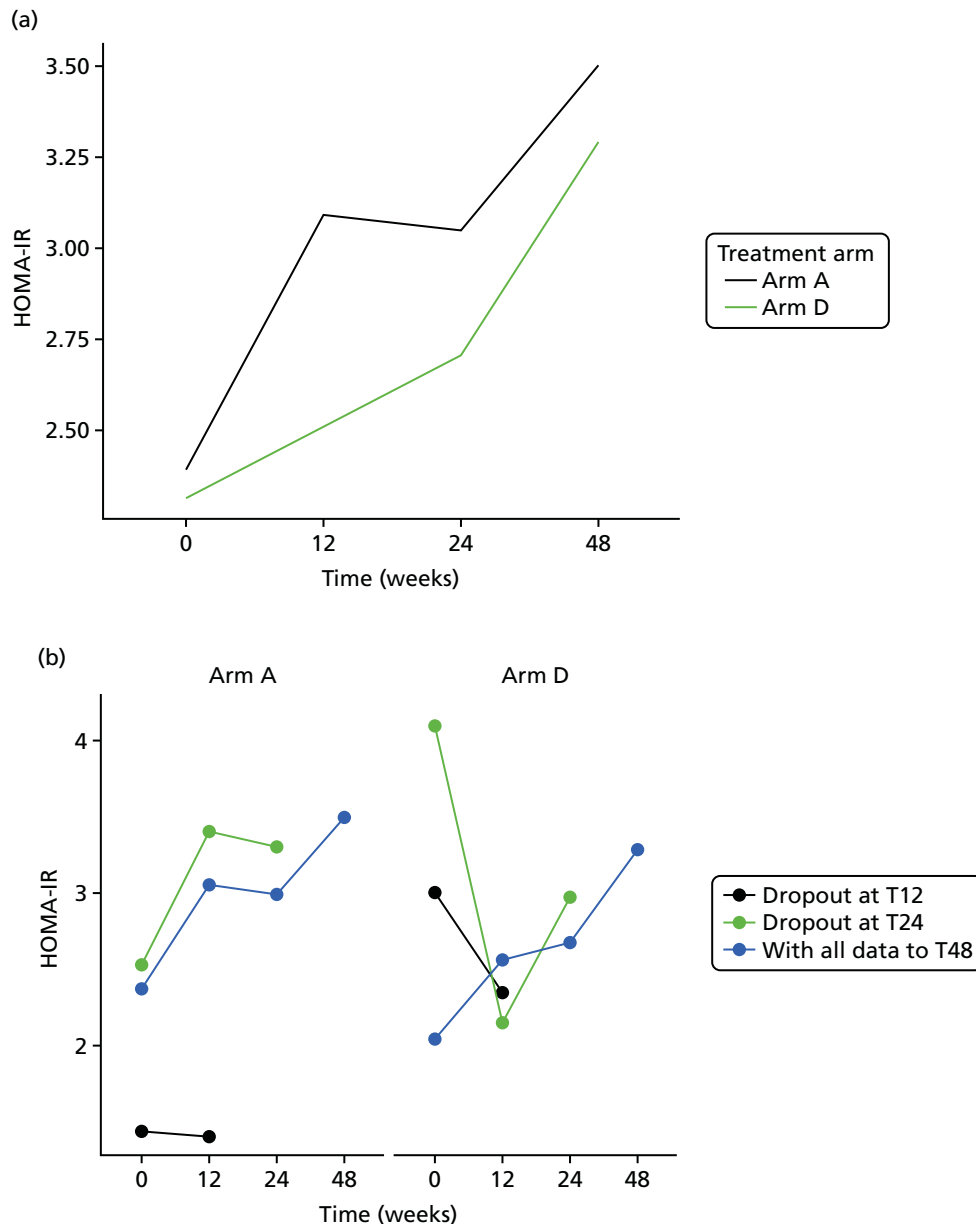 (a)
3.50
3.25
3.00
2.75
2.50
HOMA-IR
0 12 24 48
Time (weeks)
Treatment arm
Arm A
Arm D
(b)
Arm A Arm D
4
3
2
HOMA-IR
0 12 24 48 0 12 24 48
Time (weeks)
Dropout at T12
Dropout at T24
With all data to T48